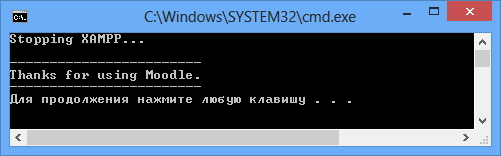 C:\Windows\SYSTEM32\cmd.exe
Stopping XAMPP...
-------------------------
Thanks for using Moodle.
-------------------------
Для продолжения нажмите любую клавишу . . .